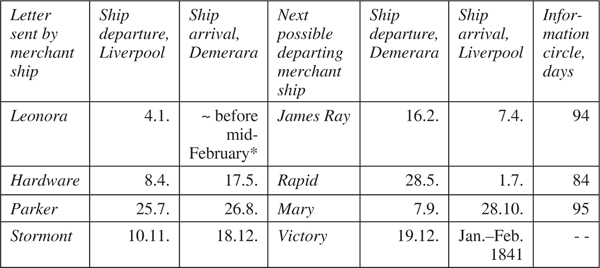 Letter sent by merchant ship | Ship departure, Liverpool | Ship arrival, Demerara | Next possible departing merchant ship | Ship departure, Demerara | Ship arrival, Liverpool | Infor-mation circle, days
Leonora | 4.1. | ~ before mid-February* | James Ray | 16.2. | 7.4. | 94
Hardware | 8.4. | 17.5. | Rapid | 28.5. | 1.7. | 84
Parker | 25.7. | 26.8. | Mary | 7.9. | 28.10. | 95
Stormont | 10.11. | 18.12. | Victory | 19.12. | Jan.–Feb. 1841 | - -